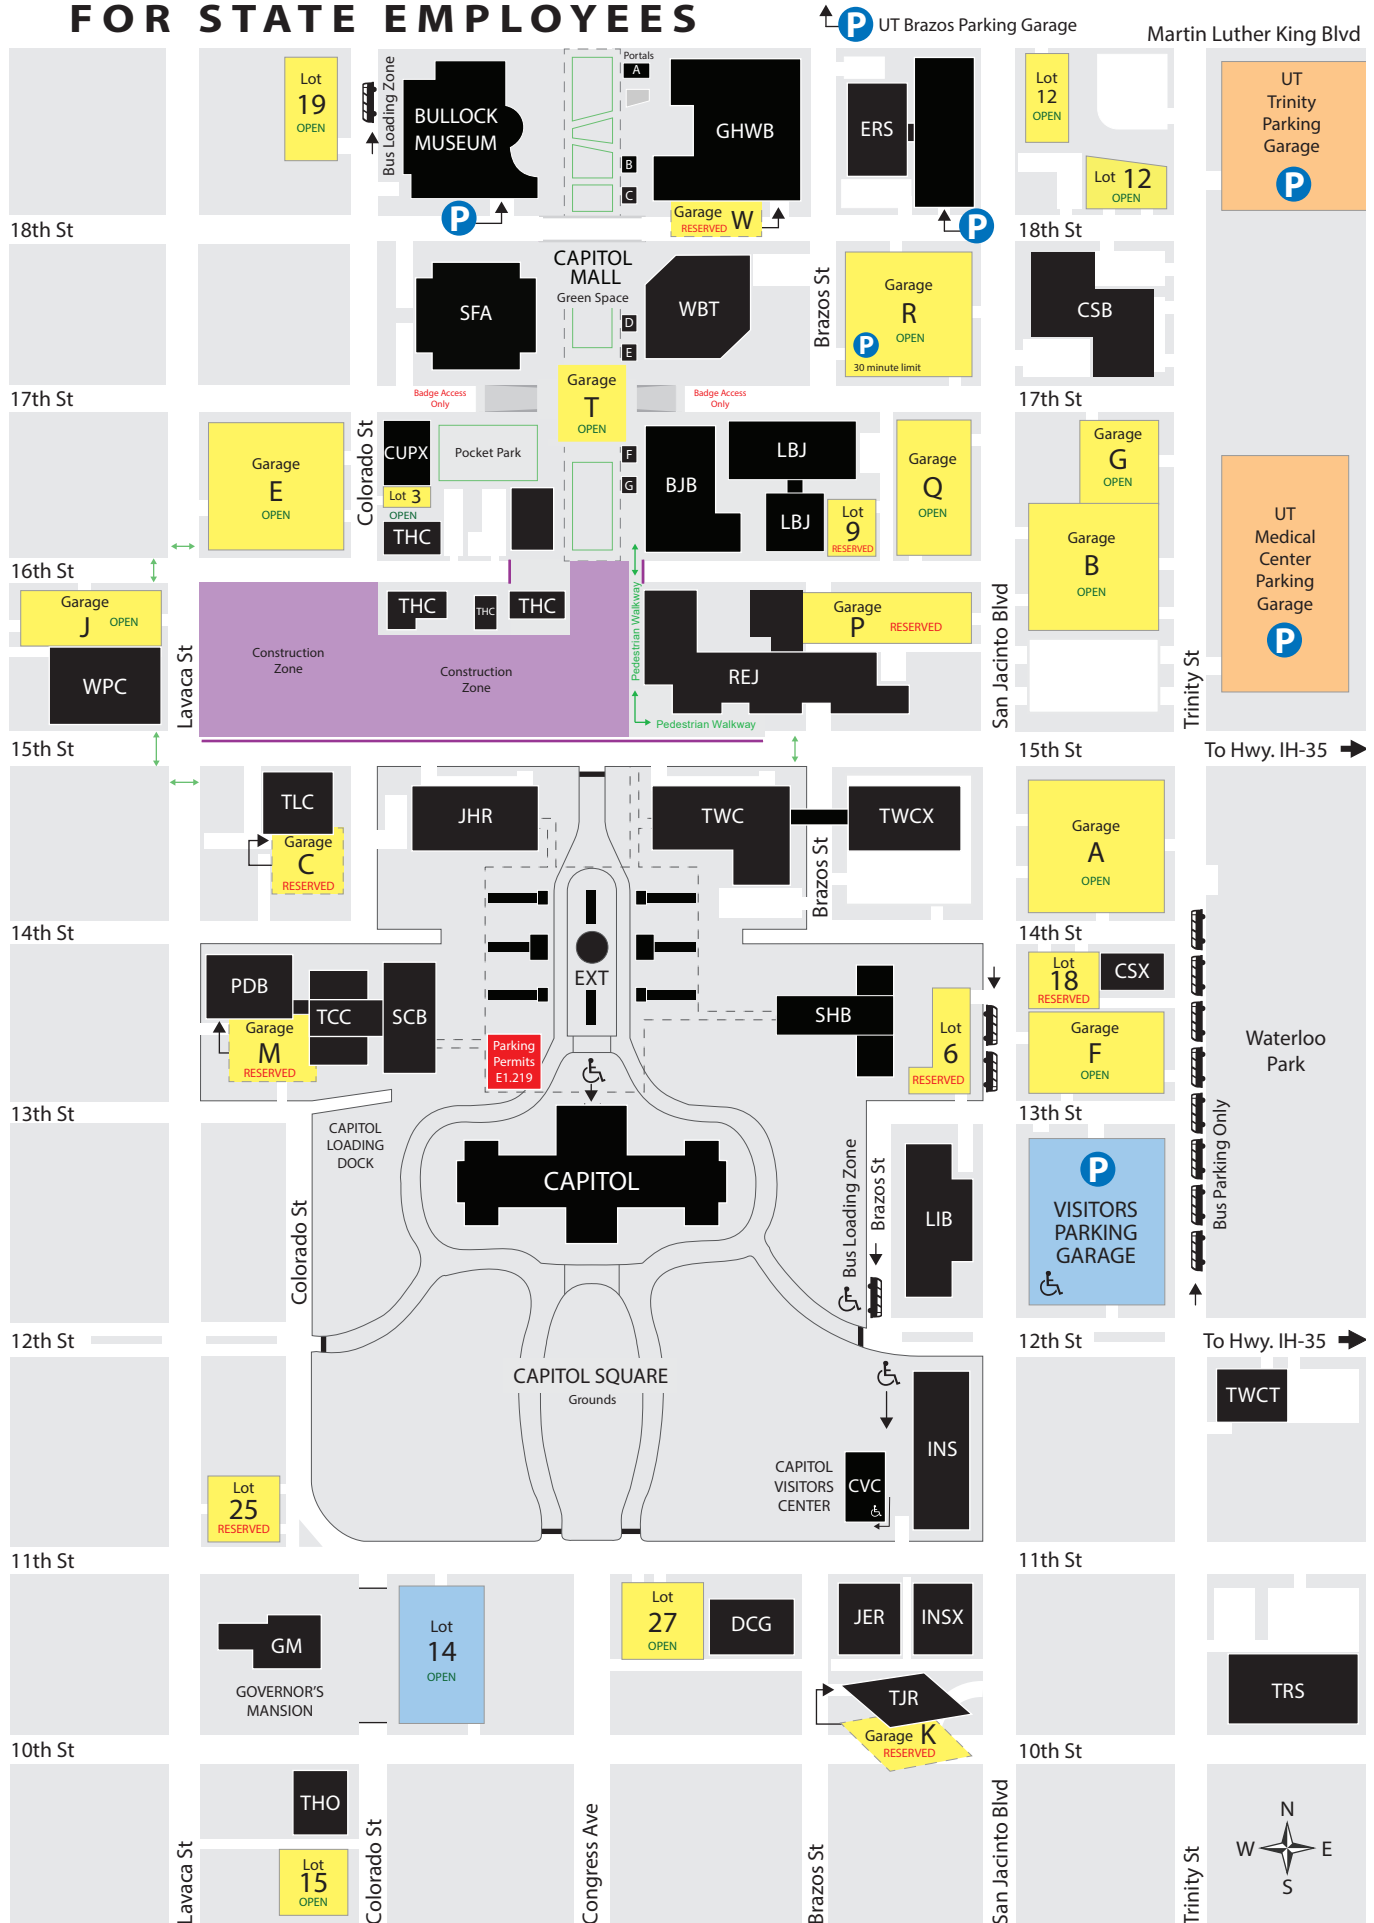 FOR STATE EMPLOYEES
P UT Brazos Parking Garage
Martin Luther King Blvd
Lot
19
OPEN
Bus Loading Zone
BULLOCK
MUSEUM
P
Portals
A
B
C
GHWB
Garage W
RESERVED
ERS
P
Lot
12
OPEN
Lot 12
OPEN
UT
Trinity
Parking
Garage
P
18th St
18th St
CAPITOL
MALL
Green Space
SFA
D
E
WBT
Brazos St
Garage
R
OPEN
P
30 minute limit
CSB
17th St
17th St
Badge Access
Only
Garage
T
OPEN
Badge Access
Only
Garage
E
OPEN
Colorado St
CUPX
Lot 3
OPEN
THC
Pocket Park
F
G
BJB
LBJ
LBJ
Lot
9
RESERVED
Garage
Q
OPEN
Garage
G
OPEN
Garage
B
OPEN
UT
Medical
Center
Parking
Garage
P
16th St
Garage
J OPEN
WPC
Lavaca St
THC
THC
THC
Construction
Zone
Construction
Zone
Pedestrian Walkway
Pedestrian Walkway
Garage
P RESERVED
REJ
San Jacinto Blvd
Trinity St
15th St
15th St
To Hwy. IH-35
TLC
Garage
C
RESERVED
JHR
TWC
Brazos St
TWCX
Garage
A
OPEN
14th St
14th St
PDB
Garage
M
RESERVED
TCC
SCB
EXT
Parking
Permits
E1.219
SHB
Lot
6
RESERVED
Lot
18
RESERVED
CSX
Garage
F
OPEN
Waterloo
Park
13th St
13th St
CAPITOL
LOADING
DOCK
Colorado St
CAPITOL
Bus Loading Zone
Brazos St
LIB
P
VISITORS
PARKING
GARAGE
Bus Parking Only
12th St
12th St
To Hwy. IH-35
CAPITOL SQUARE
Grounds
TWCT
INS
CAPITOL
VISITORS
CENTER
CVC
Lot
25
RESERVED
11th St
11th St
GM
GOVERNOR'S
MANSION
Lot
14
OPEN
Lot
27
OPEN
DCG
JER
INSX
TJR
Garage K
RESERVED
TRS
10th St
10th St
THO
Lot
15
OPEN
Lavaca St
Colorado St
Congress Ave
Brazos St
San Jacinto Blvd
Trinity St
N
W E
S